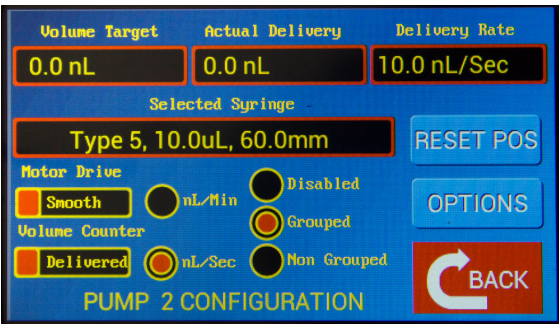 Volume Target Actual Delivery Delivery Rate
0.0 nL 0.0 nL 10.0 nL/Sec
Selected Syringe
Type 5, 10.0uL, 60.0mm RESET POS
Motor Drive
Smooth nL/Min Disabled
Grouped OPTIONS
Volume Counter
Delivered nL/Sec Non Grouped
BACK
PUMP 2 CONFIGURATION